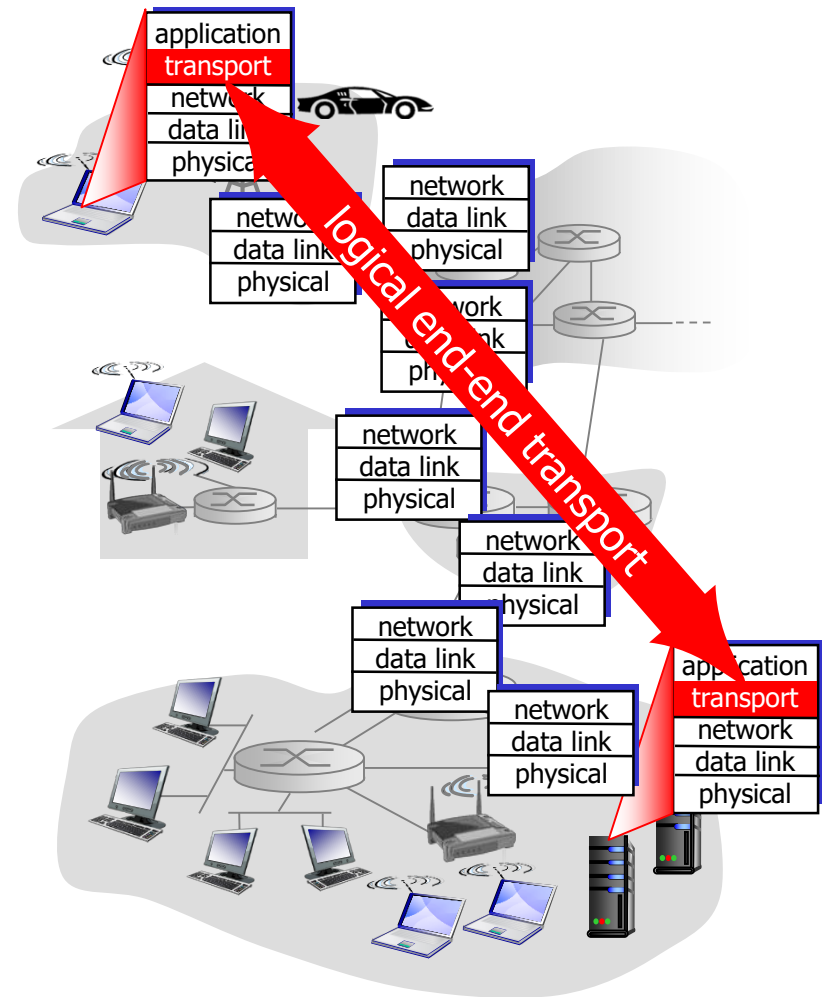 application
transport
network
data link
physical
network
data link
physical
network
data link
physical
logical end-end transport
network
data link
physical
network
data link
physical
network
data link
physical
network
data link
physical
application
transport
network
data link
physical